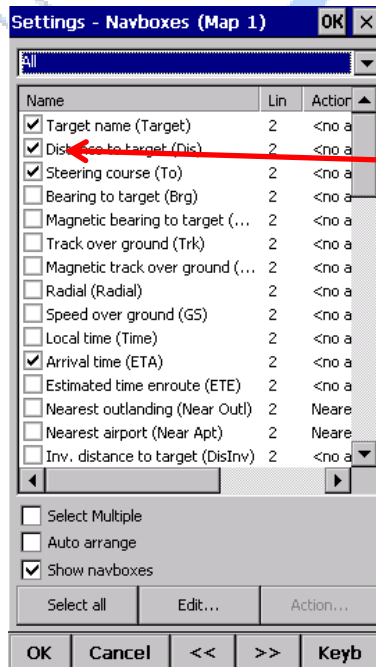 Settings - Navboxes (Map 1) OK ×
All
Name Lin Action
Target name (Target) 2 <no a
Distance to target (Dis) 2 <no a
Steering course (To) 2 <no a
Bearing to target (Brg) 2 <no a
Magnetic bearing to target (... 2 <no a
Track over ground (Trk) 2 <no a
Magnetic track over ground (... 2 <no a
Radial (Radial) 2 <no a
Speed over ground (GS) 2 <no a
Local time (Time) 2 <no a
Arrival time (ETA) 2 <no a
Estimated time enroute (ETE) 2 <no a
Nearest outlanding (Near Outl) 2 Neare
Nearest airport (Near Apt) 2 Neare
Inv. distance to target (DisInv) 2 <no a
Select Multiple
Auto arrange
Show navboxes
Select all Edit... Action...
OK Cancel << >> Keyb